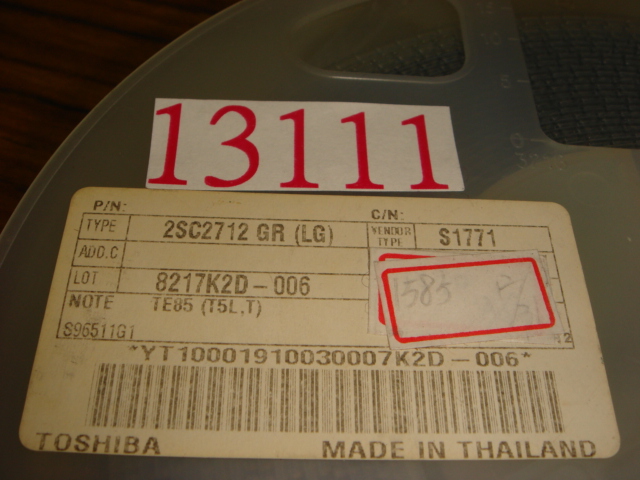 13111
P/N: C/N:
TYPE 2SC2712 GR (LG) VENDOR TYPE S1771
ADD.C
LOT 8217K2D-006
NOTE TE85 (T5L,T)
1585
S96511G1
*YT10001910030007K2D-006*
TOSHIBA MADE IN THAILAND